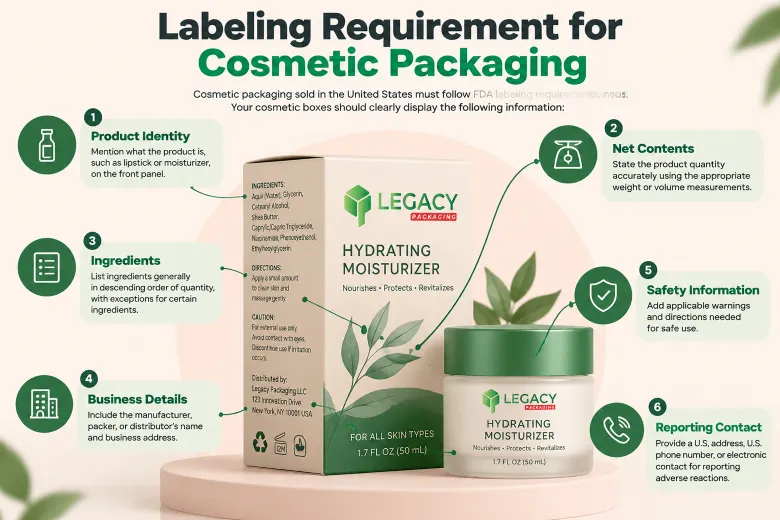 Labeling Requirement for
Cosmetic Packaging
Cosmetic packaging sold in the United States must follow FDA labeling requirements.
Your cosmetic boxes should clearly display the following information:
1
Product Identity
Mention what the product is,
such as lipstick or moisturizer,
on the front panel.
2
Net Contents
State the product quantity
accurately using the appropriate
weight or volume measurements.
3
Ingredients
List ingredients generally
in descending order of quantity,
with exceptions for certain
ingredients.
4
Business Details
Include the manufacturer,
packer, or distributor's name
and business address.
5
Safety Information
Add applicable warnings
and directions needed
for safe use.
6
Reporting Contact
Provide a U.S, address, U.S.
phone number, or electronic
contact for reporting
adverse reactions.
INGREDIENTS:
Aqua (Water), Glycerin,
Cetearyl Alcohol,
Shea Butter,
Caprylic/Capric Triglyceride,
Niacinamide, Phenoxyethanol,
Ethylhexylglycerin.
DIRECTIONS:
Apply a small amount
to clean skin and
massage gently
CAUTION:
For external use only.
Avoid contact with eyes.
Discontinue use if irritation
occurs.
Distributed by:
Legacy Packaging LLC
123 Innovation Drive
New York, NY 10001 USA
12M
LEGACY
PACKAGING
HYDRATING
MOISTURIZER
Nourishes • Protects • Revitalizes
FOR ALL SKIN TYPES
1.7 FL OZ (50 mL)
LEGACY
PACKAGING
HYDRATING
MOISTURIZER
Nourishes • Protects • Revitalizes
1.7 FL OZ (50 mL)